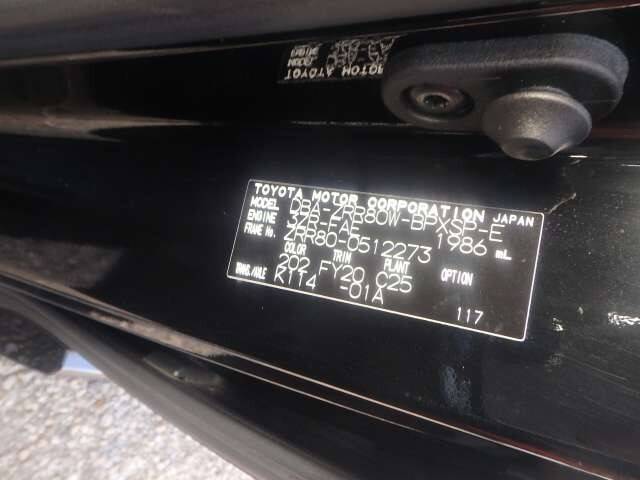 TOYOTA MOTOR CORPORATION JAPAN
MODEL DBA-ZRR80W-BPXSP-E
ENGINE 3ZR-FAE 1986 mL
FRAME No. ZRR80-0512273
COLOR TRIM PLANT OPTION
202 FY20 C25
TRANS./AXLE K114 -01A
117